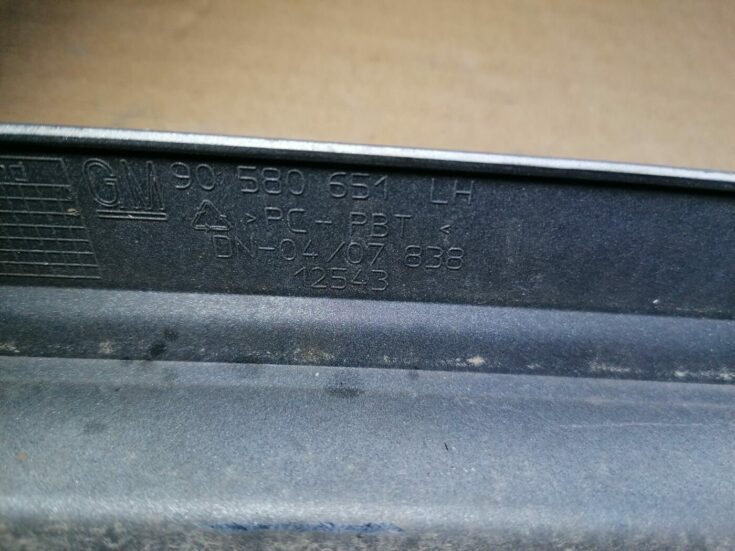 GM 90 580 651 LH
>PC-PBT<
DN-04/07 838
12543